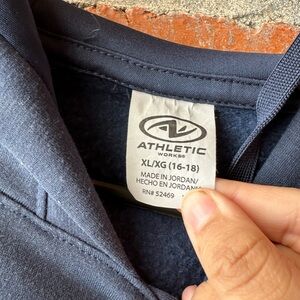 ATHLETIC
WORKS®
XL/XG (16-18)
MADE IN JORDAN/
HECHO EN JORDANIA
RN# 52469